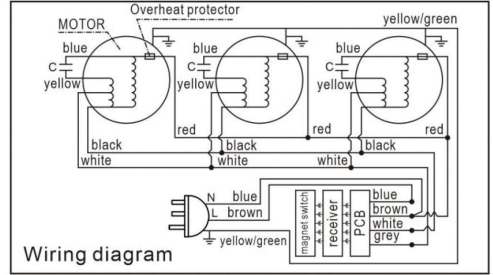 Overheat protector
MOTOR
yellow/green
blue
blue
blue
C
C
C
yellow
yellow
yellow
red
red
black
black
black
white
white
white
N
blue
L
brown
yellow/green
magnet switch
receiver
PCB
blue
brown
white
grey
Wiring diagram